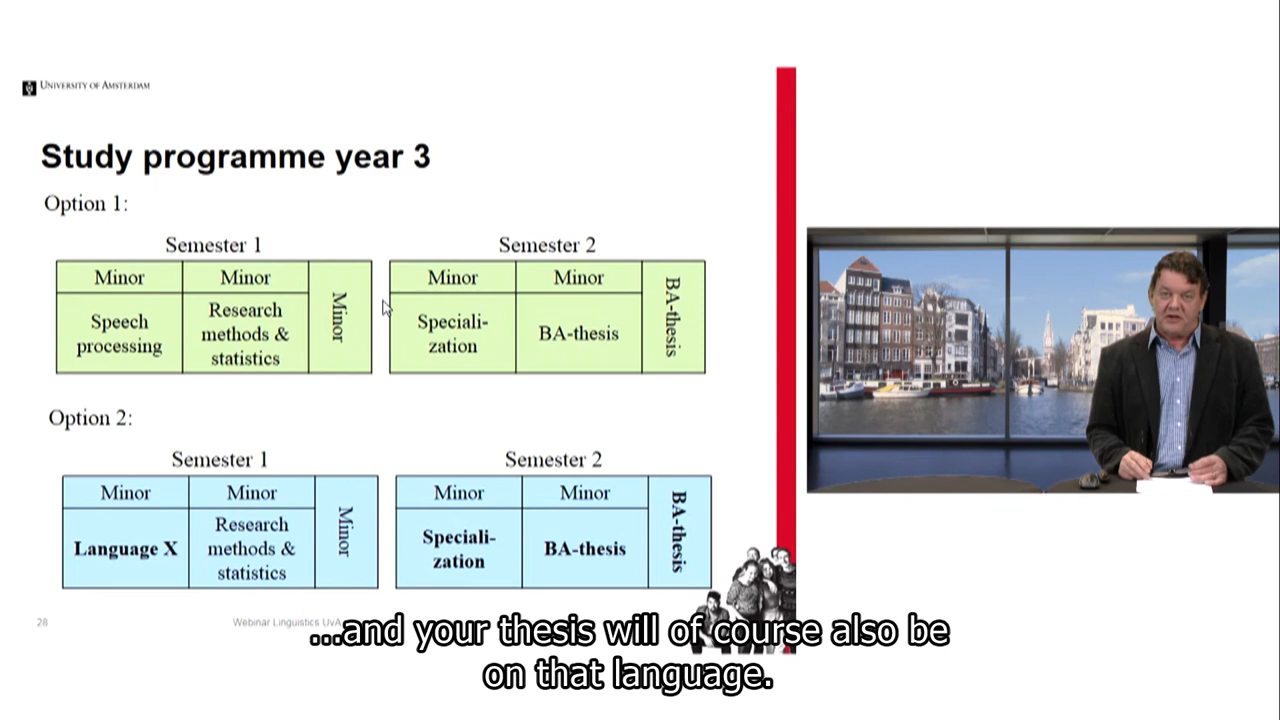 UNIVERSITY OF AMSTERDAM
Study programme year 3
Option 1:
Semester 1
Semester 2
Minor
Minor
Minor
Speech
processing
Research
methods &
statistics
Minor
Minor
BA-thesis
Speciali-
zation
BA-thesis
Option 2:
Semester 1
Semester 2
Minor
Minor
Minor
Language X
Research
methods &
statistics
Minor
Minor
BA-thesis
Speciali-
zation
BA-thesis
28
Webinar Linguistics UvA
...and your thesis will of course also be
on that language.